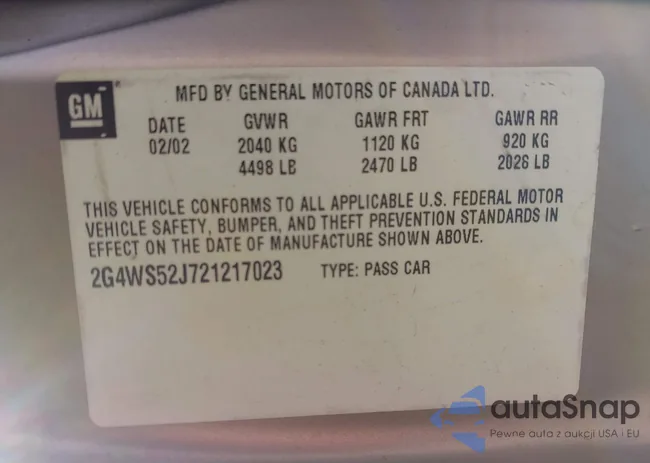 GM
MFD BY GENERAL MOTORS OF CANADA LTD.
DATE GVWR GAWR FRT GAWR RR
02/02 2040 KG 1120 KG 920 KG
4498 LB 2470 LB 2026 LB
THIS VEHICLE CONFORMS TO ALL APPLICABLE U.S. FEDERAL MOTOR
VEHICLE SAFETY, BUMPER, AND THEFT PREVENTION STANDARDS IN
EFFECT ON THE DATE OF MANUFACTURE SHOWN ABOVE.
2G4WS52J721217023 TYPE: PASS CAR
autaSnap
Pewne auta z aukcji USA i EU